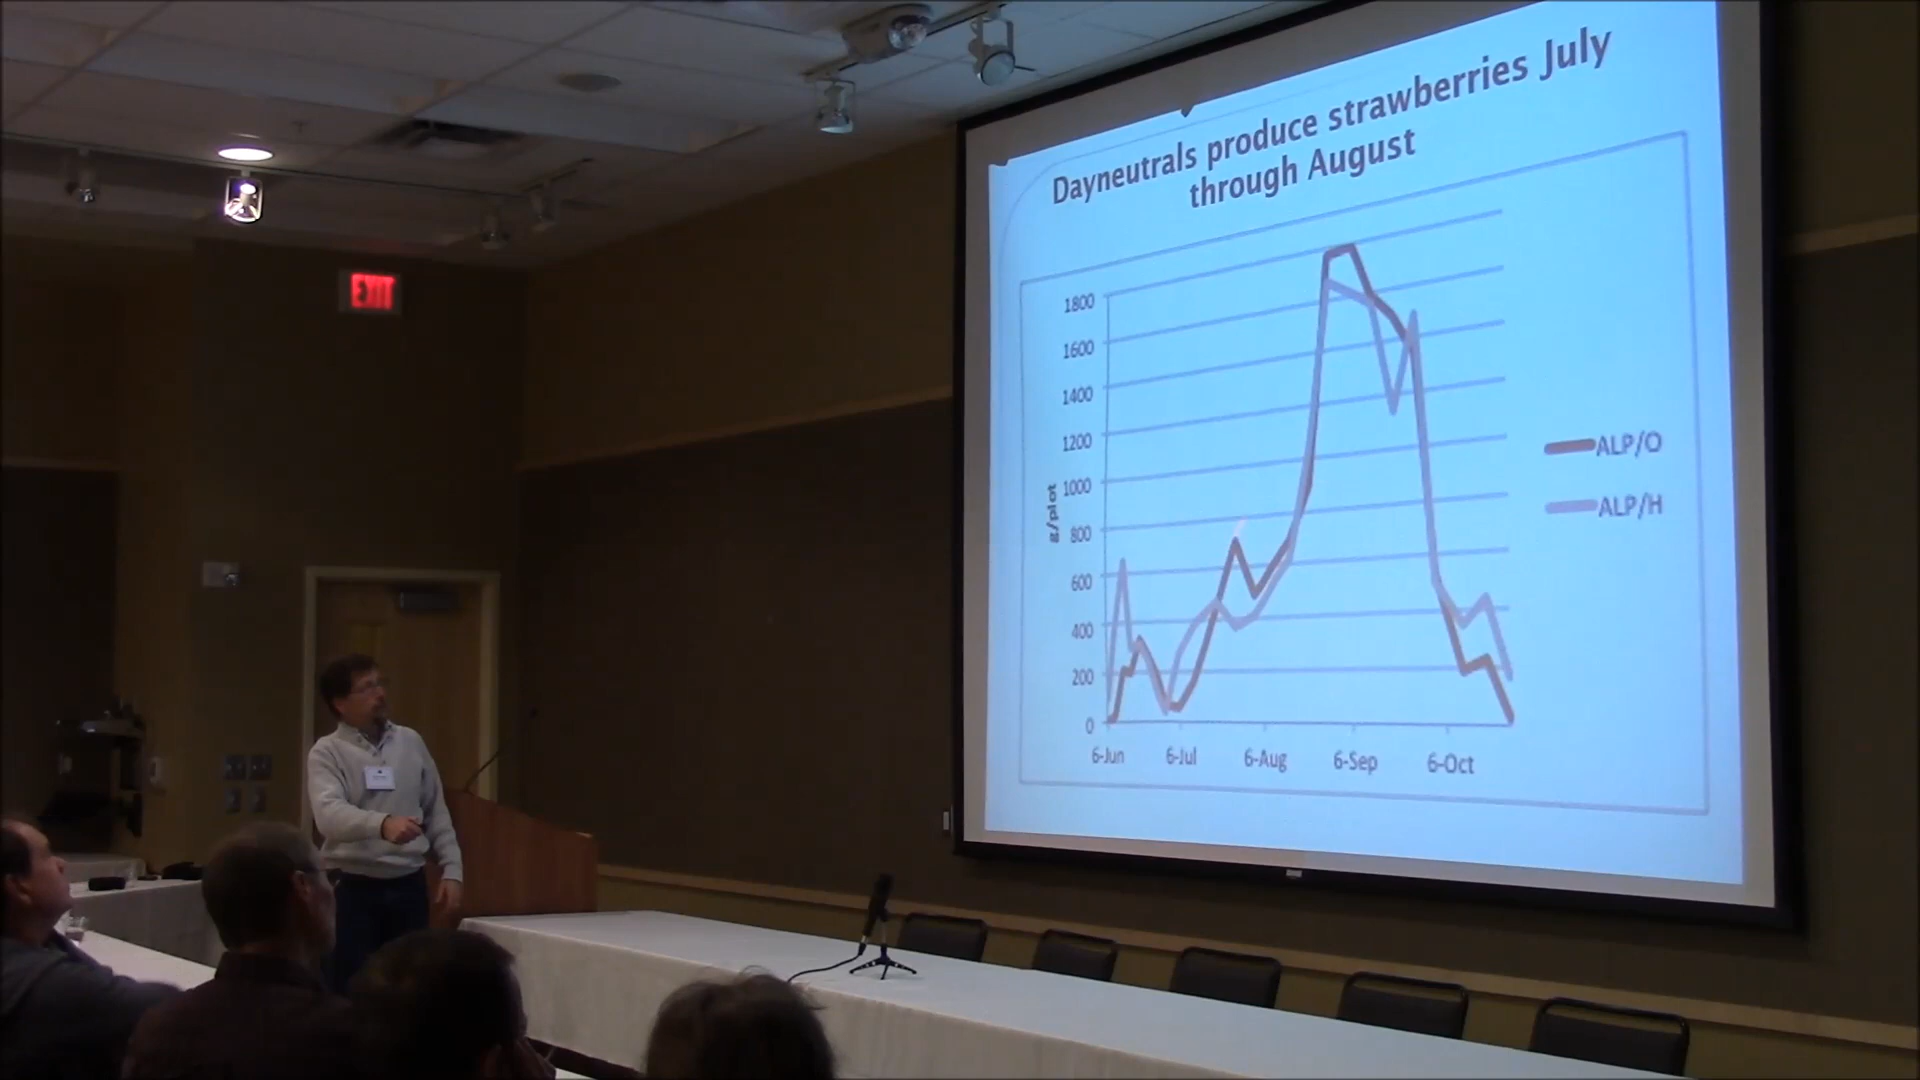 Dayneutrals produce strawberries July
through August
1800
1600
1400
1200
1000
800
600
400
200
0
g/plot
6-Jun 6-Jul 6-Aug 6-Sep 6-Oct
ALP/O
ALP/H
EXIT